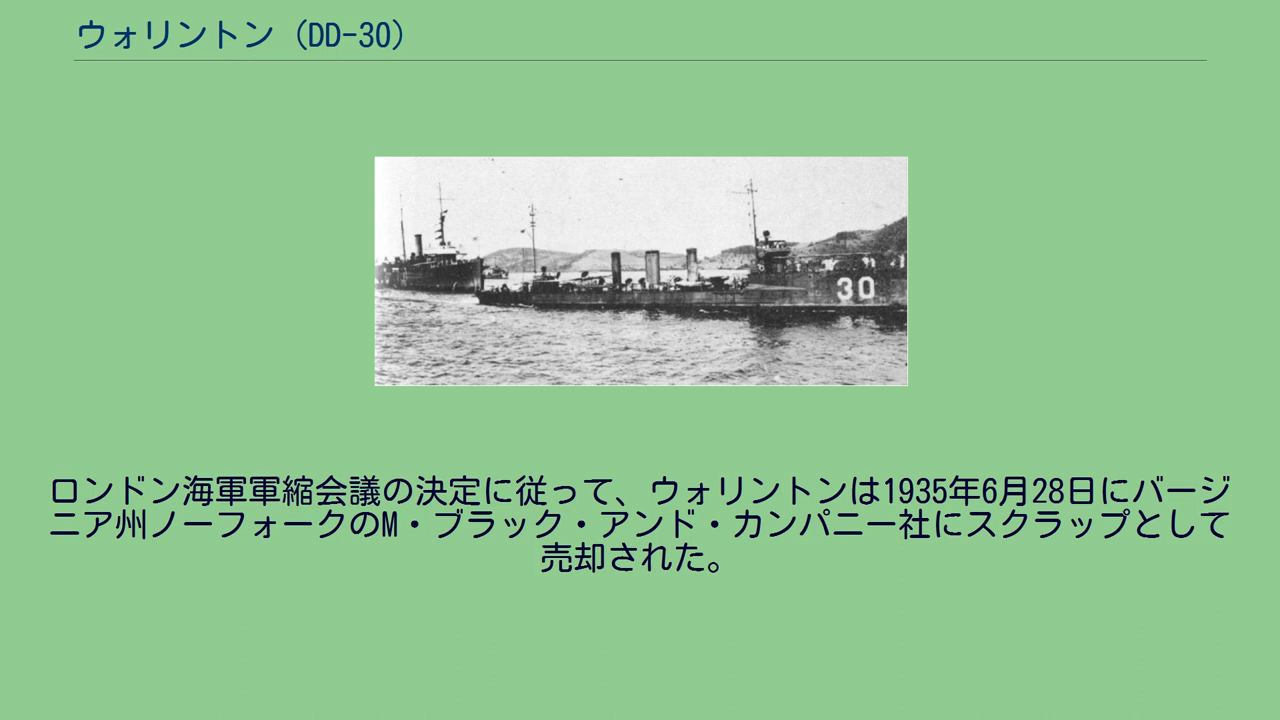 ウォリントン（DD-30）
30
ロンドン海軍軍縮会議の決定に従って、ウォリントンは1935年6月28日にバージ
ニア州ノーフォークのM・ブラック・アンド・カンパニー社にスクラップとして
売却された。